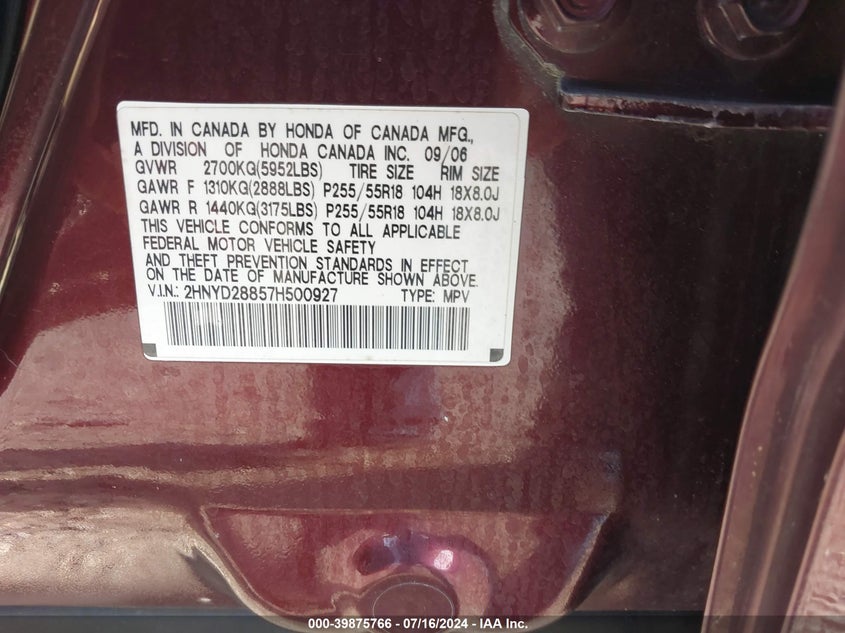 MFD. IN CANADA BY HONDA OF CANADA MFG.,
A DIVISION OF HONDA CANADA INC. 09/06
GVWR 2700KG(5952LBS) TIRE SIZE RIM SIZE
GAWR F 1310KG(2888LBS) P255/55R18 104H 18X8.0J
GAWR R 1440KG(3175LBS) P255/55R18 104H 18X8.0J
THIS VEHICLE CONFORMS TO ALL APPLICABLE
FEDERAL MOTOR VEHICLE SAFETY
AND THEFT PREVENTION STANDARDS IN EFFECT
ON THE DATE OF MANUFACTURE SHOWN ABOVE.
V.I.N.: 2HNYD28857H500927 TYPE: MPV
000-39875766 - 07/16/2024 - IAA Inc.